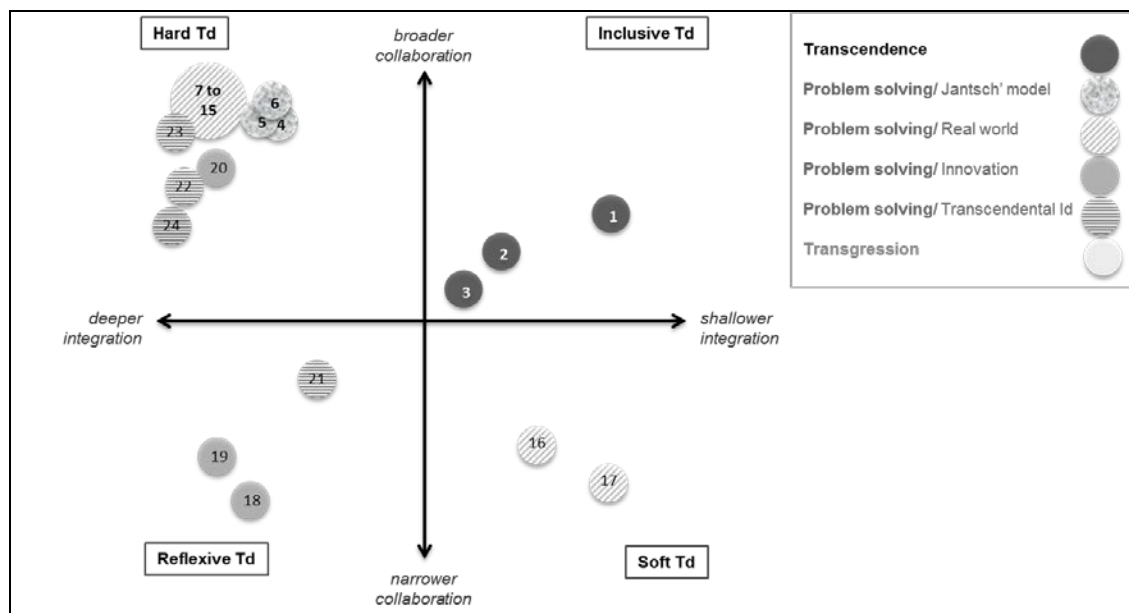 Hard Td
broader
collaboration
Inclusive Td
7 to
15
6
5
4
23
20
22
24
1
2
3
deeper
integration
shallower
integration
21
19
18
16
17
Reflexive Td
narrower
collaboration
Soft Td
Transcendence
Problem solving/ Jantsch' model
Problem solving/ Real world
Problem solving/ Innovation
Problem solving/ Transcendental Id
Transgression